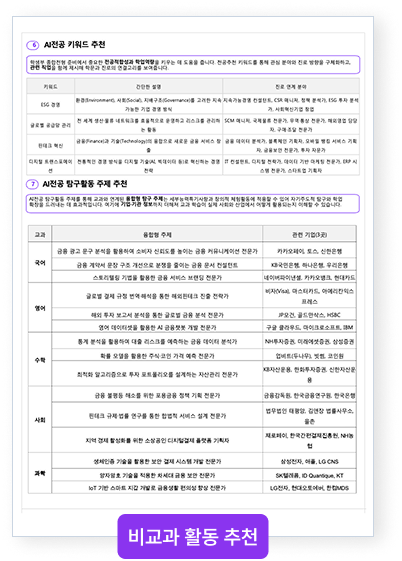 6 AI전공 키워드 추천
학생부 종합전형 준비에서 중요한 전공적합성과 학업역량을 키우는 데 도움을 줍니다. 전공추천 키워드를 통해 관심 분야와 진로 방향을 구체화하고,
관련 직업을 함께 제시해 학문과 진로의 연결고리를 보여줍니다.
키워드 간단한 설명 진로 연계 분야
ESG 경영 환경(Environment), 사회(Social), 지배구조(Governance)를 고려한 지속가능한 기업 경영 방식 지속가능경영 컨설턴트, CSR 매니저, 정책 분석가, ESG 투자 분석가, 사회혁신기업 창업
글로벌 공급망 관리 전 세계 생산·물류 네트워크를 효율적으로 운영하고 리스크를 관리하는 활동 SCM 매니저, 국제물류 전문가, 무역·통상 전문가, 해외영업 담당자, 구매·조달 전문가
핀테크 혁신 금융(Finance)과 기술(Technology)의 융합으로 새로운 금융 서비스 창출 금융 데이터 분석가, 블록체인 기획자, 모바일 뱅킹 서비스 기획자, 금융보안 전문가, 투자 자문가
디지털 트랜스포메이션 전통적인 경영 방식을 디지털 기술(AI, 빅데이터 등)로 혁신하는 경영 전략 IT 컨설턴트, 디지털 전략가, 데이터 기반 마케팅 전문가, ERP 시스템 전문가, 스타트업 기획자
7 AI전공 탐구활동 주제 추천
AI전공 탐구활동 주제를 통해 교과와 연계된 융합형 탐구 주제는 세부능력특기사항과 창의적 체험활동에 적용할 수 있어 자기주도적 탐구와 학업
확장을 드러내는 데 효과적입니다. 여기에 기업·기관 정보까지 더해져 교과 학습이 실제 사회와 산업에서 어떻게 활용되는지 이해할 수 있습니다.
교과 융합형 주제 관련 기업(3곳)
국어 금융 광고 문구 분석을 활용하여 소비자 신뢰도를 높이는 금융 커뮤니케이션 전문가 카카오페이, 토스, 신한은행
금융 계약서 문장 구조 개선으로 분쟁을 줄이는 금융 문서 컨설턴트 KB국민은행, 하나은행, 우리은행
스토리텔링 기법을 활용한 금융 서비스 브랜딩 전문가 네이버파이낸셜, 현대카드
영어 글로벌 결제 규정 번역·해석을 통한 해외핀테크 진출 전략가 비자(Visa), 마스터카드, 아메리칸익스프레스
해외 투자 보고서 분석을 통한 글로벌 금융 분석 전문가 JP모건, 골드만삭스, HSBC
영어 데이터셋을 활용한 AI 금융챗봇 개발 전문가 구글 클라우드, 마이크로소프트, IBM
수학 통계 분석을 활용하여 대출 리스크를 예측하는 금융 데이터 분석가 NH투자증권, 미래에셋증권, 삼성증권
확률 모델을 활용한 주식·코인 가격 예측 전문가 업비트(두나무), 빗썸, 코인원
최적화 알고리즘으로 투자 포트폴리오를 설계하는 자산관리 전문가 KB자산운용, 한화투자증권, 신한자산운용
사회 금융 불평등 해소를 위한 포용금융 정책 기획 전문가 금융감독원, 한국금융연구원, 한국은행
핀테크 규제·법률 연구를 통한 합법적 서비스 설계 전문가 법무법인 태평양, 김앤장 법률사무소, 율촌
지역 경제 활성화를 위한 소상공인 디지털결제 플랫폼 기획자 제로페이, 한국간편결제진흥원, NH농협
과학 생체인증 기술을 활용한 보안 결제 시스템 개발 전문가 삼성전자, 애플, LG CNS
양자암호 기술을 적용한 차세대 금융 보안 전문가 SK텔레콤, ID Quantique, KT
IoT 기반 스마트 지갑 개발로 금융생활 편의성 향상 전문가 LG전자, 현대오토에버, 한컴MDS
비교과 활동 추천